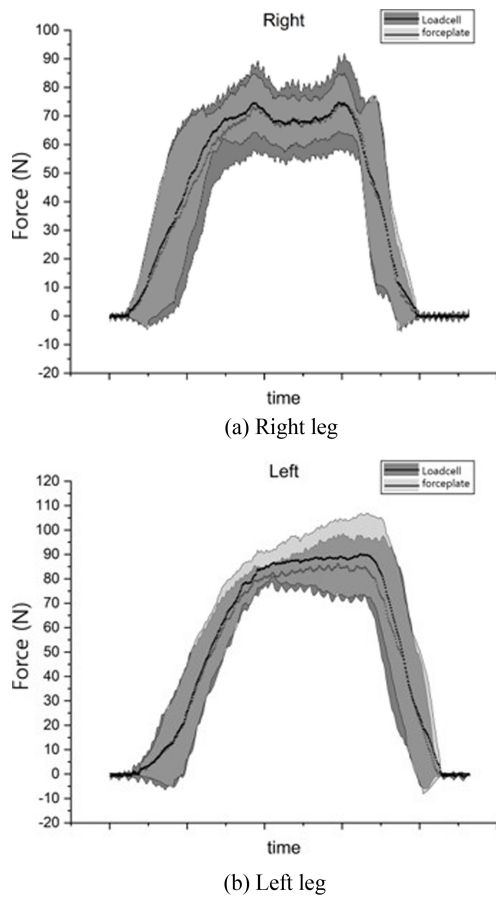 Right
Loadcell
forceplate
100
90
80
70
60
50
40
30
20
10
0
-10
-20
Force (N)
time
(a) Right leg
Left
Loadcell
forceplate
120
110
100
90
80
70
60
50
40
30
20
10
0
-10
-20
Force (N)
time
(b) Left leg